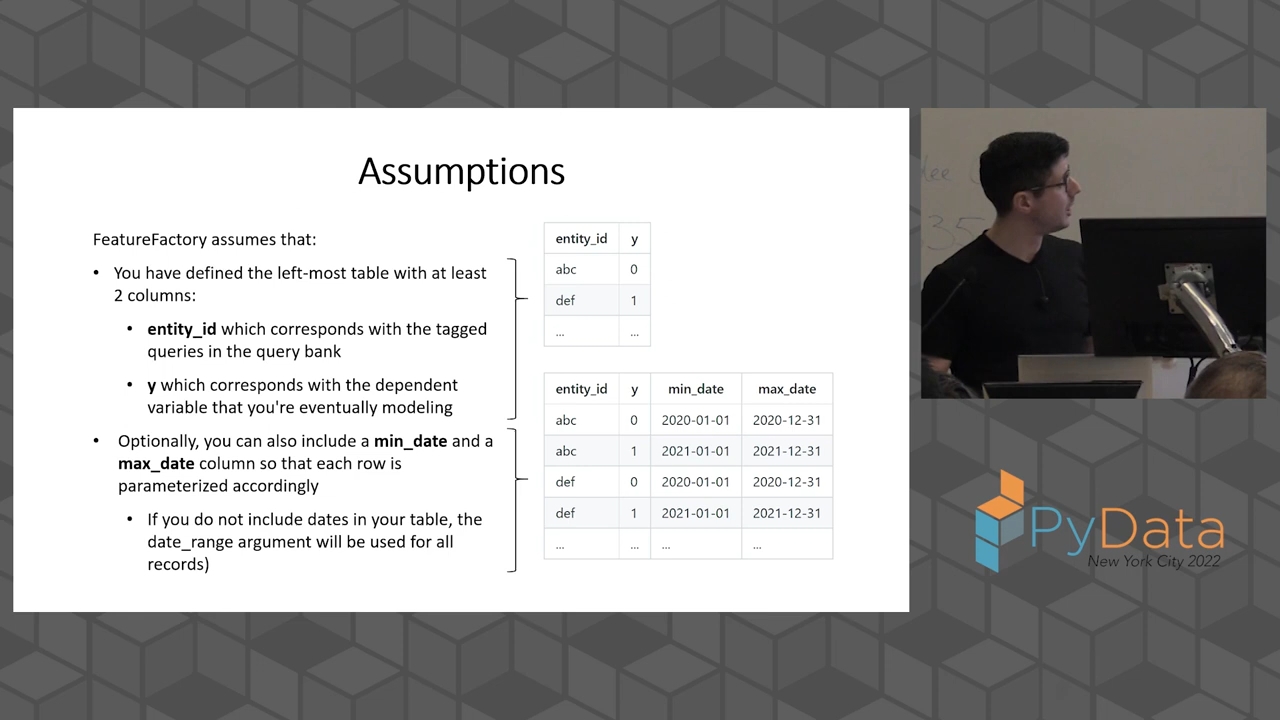 Assumptions
FeatureFactory assumes that:
• You have defined the left-most table with at least
2 columns:
• entity_id which corresponds with the tagged
queries in the query bank
• y which corresponds with the dependent
variable that you're eventually modeling
• Optionally, you can also include a min_date and a
max_date column so that each row is
parameterized accordingly
• If you do not include dates in your table, the
date_range argument will be used for all
records)
entity_id y
abc 0
def 1
... ...
entity_id y min_date max_date
abc 0 2020-01-01 2020-12-31
abc 1 2021-01-01 2021-12-31
def 0 2020-01-01 2020-12-31
def 1 2021-01-01 2021-12-31
... ... ... ...
35
PyData
New York City 2022